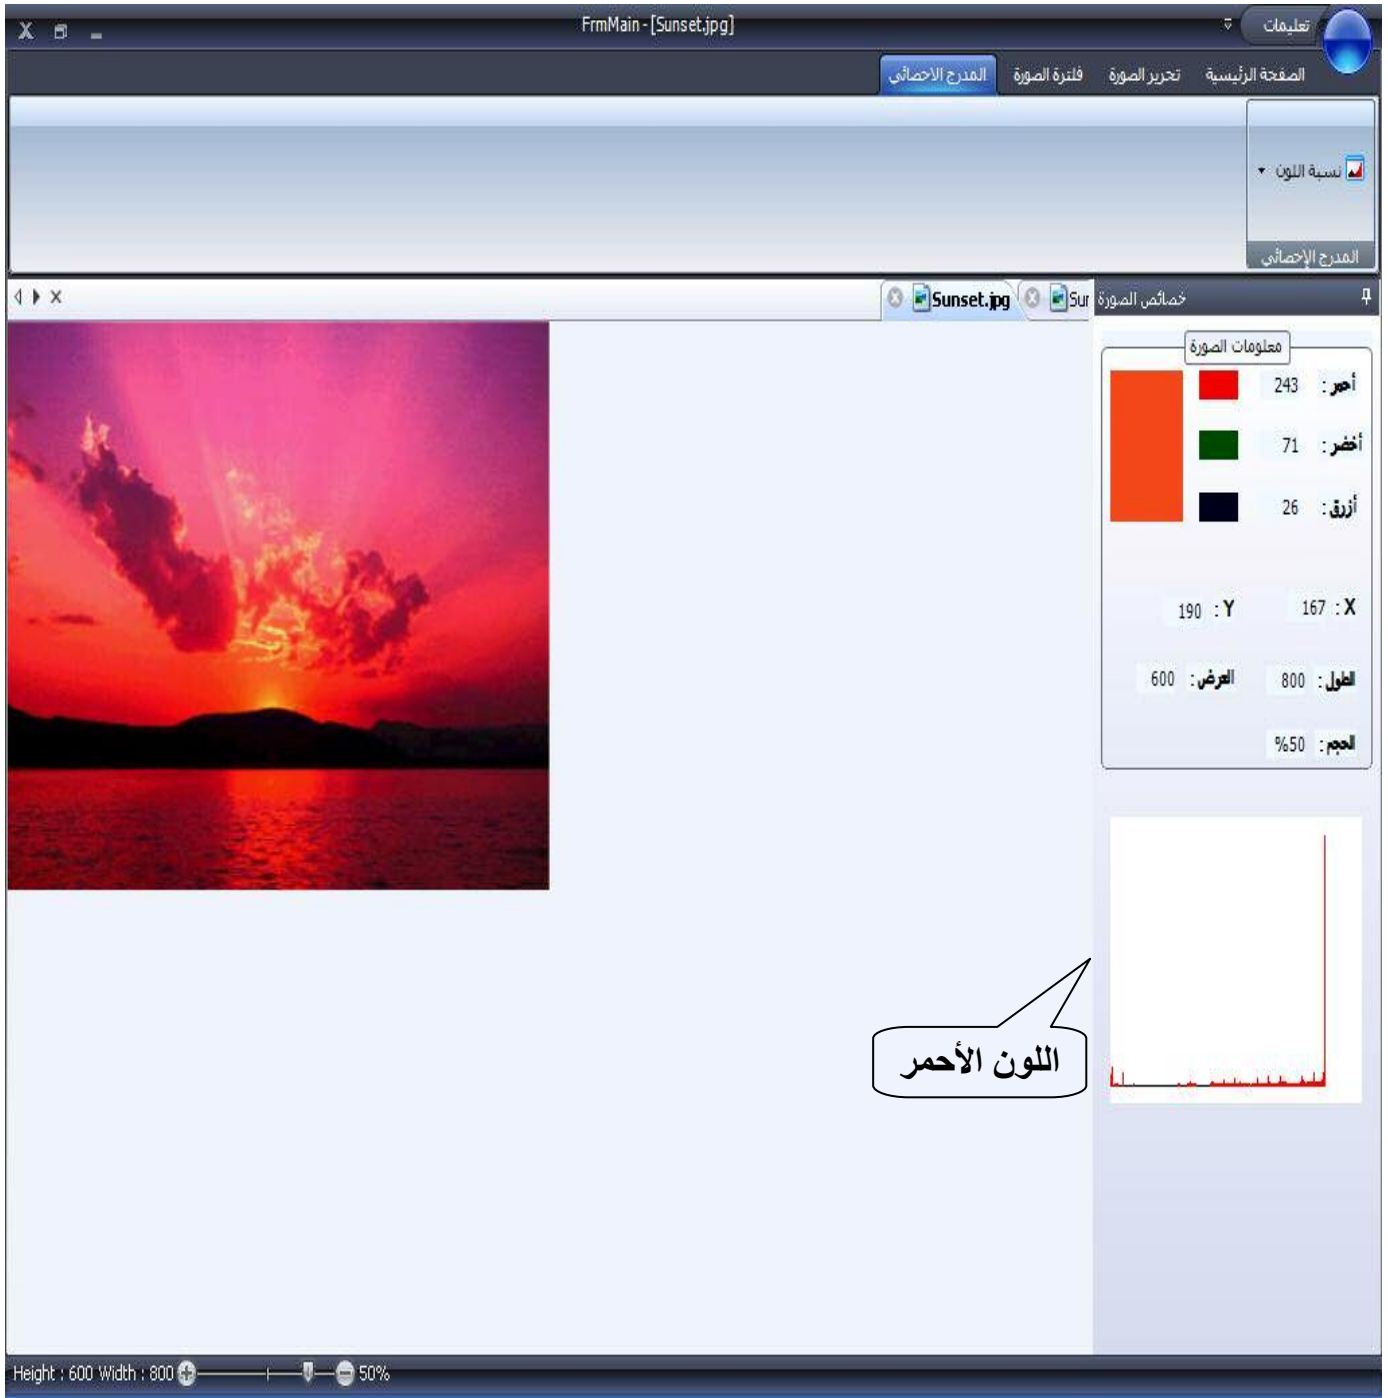 FrmMain - [Sunset.jpg]
تعليمات
الصفحة الرئيسية تحرير الصورة فلترة الصورة المدرج الاحصائي
نسبة اللون
المدرج الإحصائي
خصائص الصورة
Sur
Sunset.jpg
معلومات الصورة
أحمر : 243
أخضر : 71
أزرق : 26
X : 167 Y : 190
الطول : 800 العرض : 600
الحجم : %50
اللون الأحمر
Height : 600 Width : 800 50%